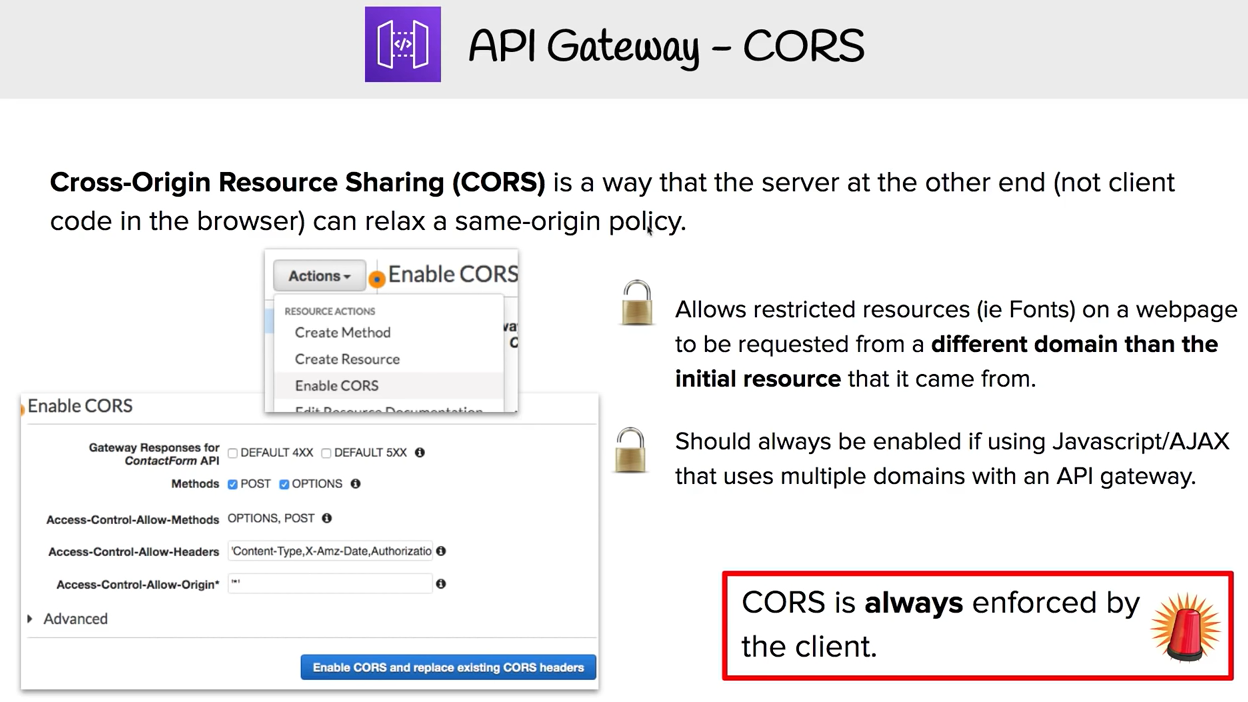 API Gateway – CORS
Cross-Origin Resource Sharing (CORS) is a way that the server at the other end (not client
code in the browser) can relax a same-origin policy.
Actions
Enable CORS
RESOURCE ACTIONS
Create Method
Create Resource
Enable CORS
Edit Resource Documentation
Enable CORS
Gateway Responses for
ContactForm API
DEFAULT 4XX DEFAULT 5XX
Methods POST OPTIONS
Access-Control-Allow-Methods OPTIONS, POST
Access-Control-Allow-Headers 'Content-Type,X-Amz-Date,Authorizatio
Access-Control-Allow-Origin* '*'
Advanced
Enable CORS and replace existing CORS headers
Allows restricted resources (ie Fonts) on a webpage
to be requested from a different domain than the
initial resource that it came from.
Should always be enabled if using Javascript/AJAX
that uses multiple domains with an API gateway.
CORS is always enforced by
the client.